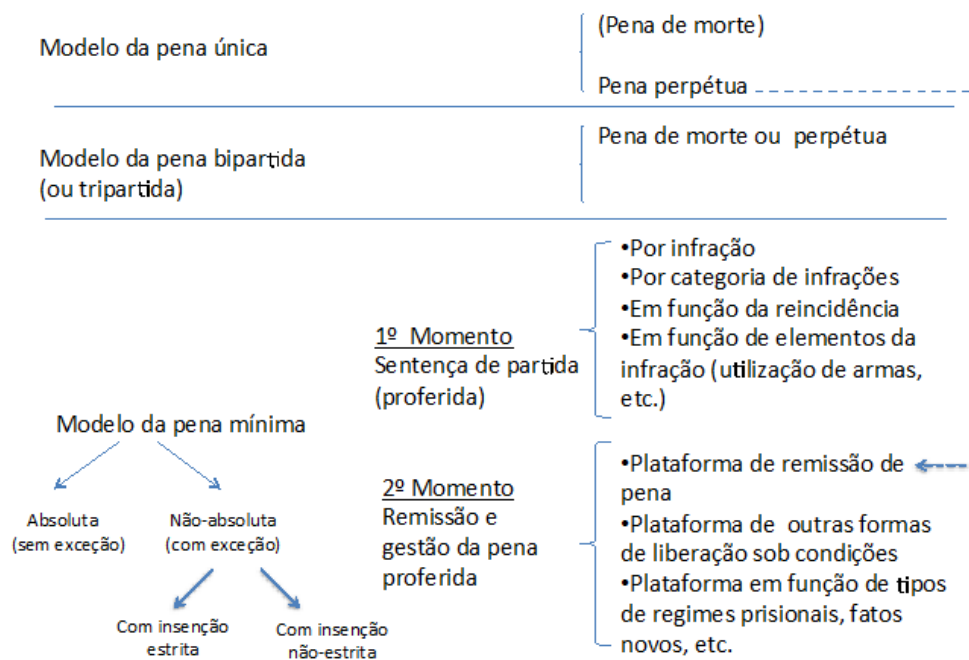 Modelo da pena única
(Pena de morte)
Pena perpétua
Modelo da pena bipartida
(ou tripartida)
Pena de morte ou perpétua
Modelo da pena mínima
Absoluta
(sem exceção)
Não-absoluta
(com exceção)
Com insenção
estrita
Com insenção
não-estrita
1º Momento
Sentença de partida
(proferida)
•Por infração
•Por categoria de infrações
•Em função da reincidência
•Em função de elementos da
infração (utilização de armas,
etc.)
2º Momento
Remissão e
gestão da pena
proferida
•Plataforma de remissão de
pena
•Plataforma de outras formas
de liberação sob condições
•Plataforma em função de tipos
de regimes prisionais, fatos
novos, etc.